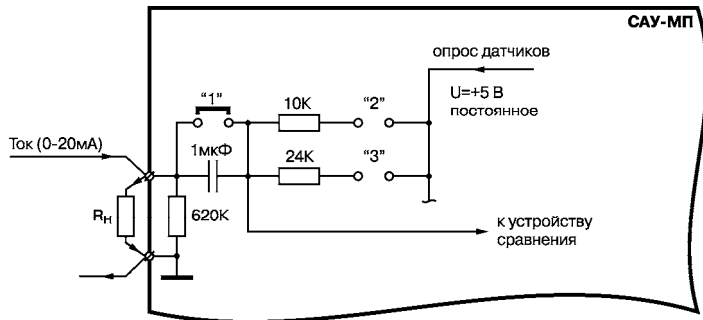 САУ-МП
опрос датчиков
U=+5 В
постоянное
"1"
10К
"2"
Ток (0-20мА)
1мкФ
24К
"3"
Rн
620К
к устройству
сравнения